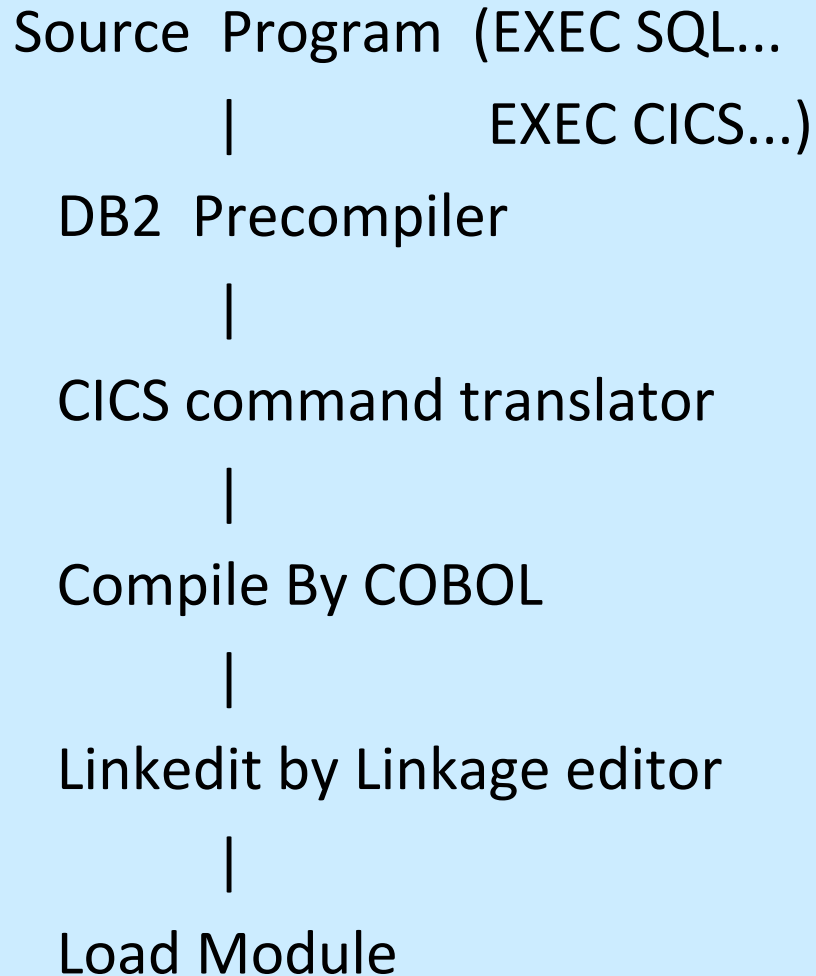 Source Program (EXEC SQL...
| EXEC CICS...)
DB2 Precompiler
|
CICS command translator
|
Compile By COBOL
|
Linkedit by Linkage editor
|
Load Module